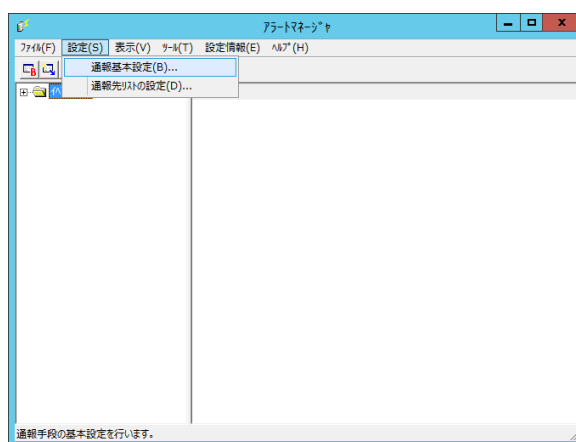 アラートマネージャ
ファイル(F) 設定(S) 表示(V) ツール(T) 設定情報(E) ヘルプ(H)
通報基本設定(B)...
通報先リストの設定(D)...
通報手段の基本設定を行います。